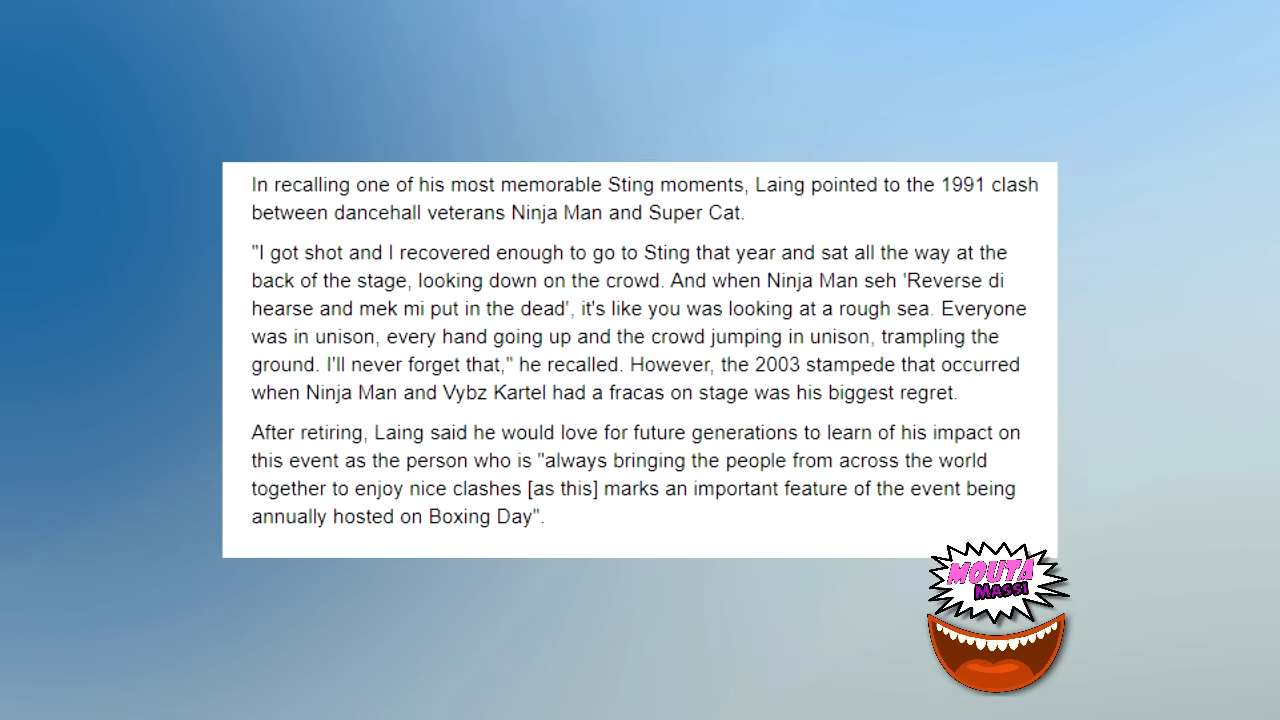 In recalling one of his most memorable Sting moments, Laing pointed to the 1991 clash
between dancehall veterans Ninja Man and Super Cat.
"I got shot and I recovered enough to go to Sting that year and sat all the way at the
back of the stage, looking down on the crowd. And when Ninja Man seh 'Reverse di
hearse and mek mi put in the dead', it's like you was looking at a rough sea. Everyone
was in unison, every hand going up and the crowd jumping in unison, trampling the
ground. I'll never forget that," he recalled. However, the 2003 stampede that occurred
when Ninja Man and Vybz Kartel had a fracas on stage was his biggest regret.
After retiring, Laing said he would love for future generations to learn of his impact on
this event as the person who is "always bringing the people from across the world
together to enjoy nice clashes [as this] marks an important feature of the event being
annually hosted on Boxing Day".
MOUTA
MASSI